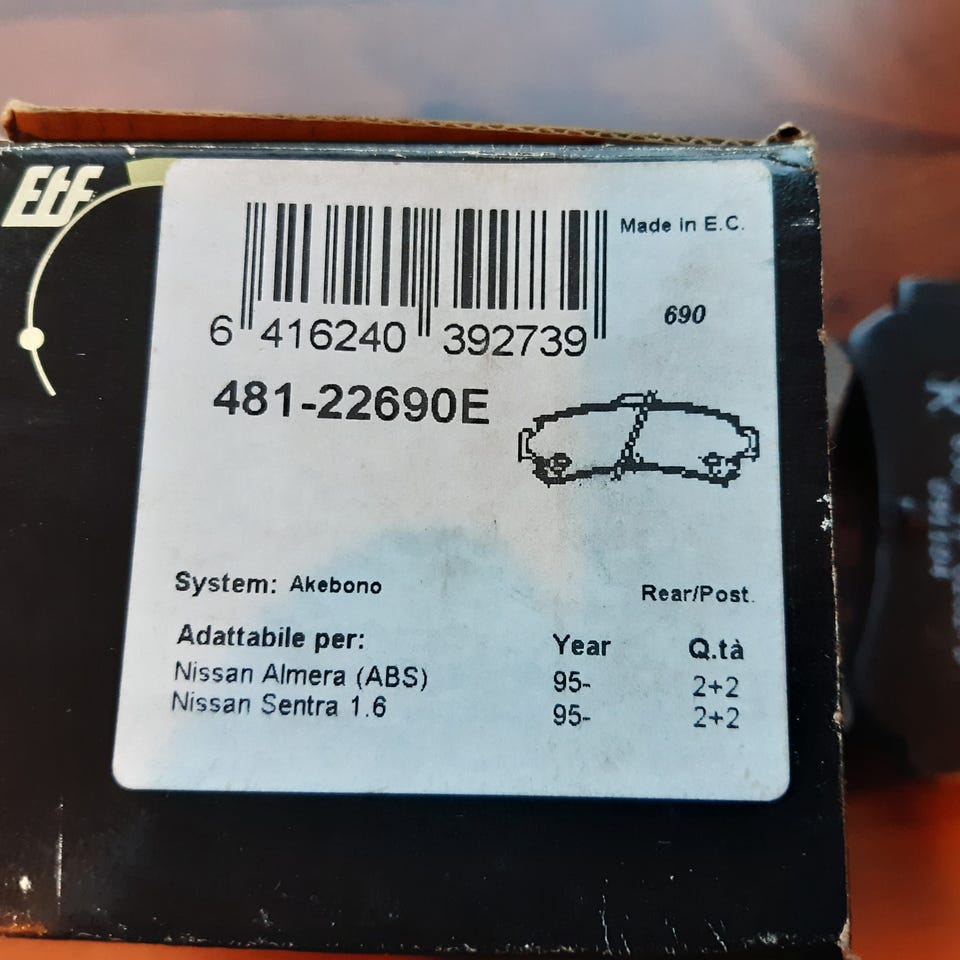 EtF
Made in E.C.
690
6 416240 392739
481-22690E
System: Akebono
Rear/Post.
Adattabile per: Year Q.tà
Nissan Almera (ABS) 95- 2+2
Nissan Sentra 1.6 95- 2+2